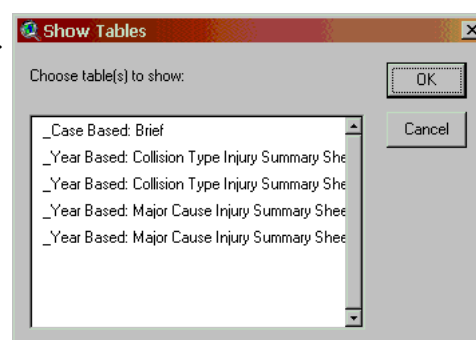 Show Tables
Choose table(s) to show:
OK
Cancel
_Case Based: Brief
_Year Based: Collision Type Injury Summary She
_Year Based: Collision Type Injury Summary She
_Year Based: Major Cause Injury Summary Shee
_Year Based: Major Cause Injury Summary Shee